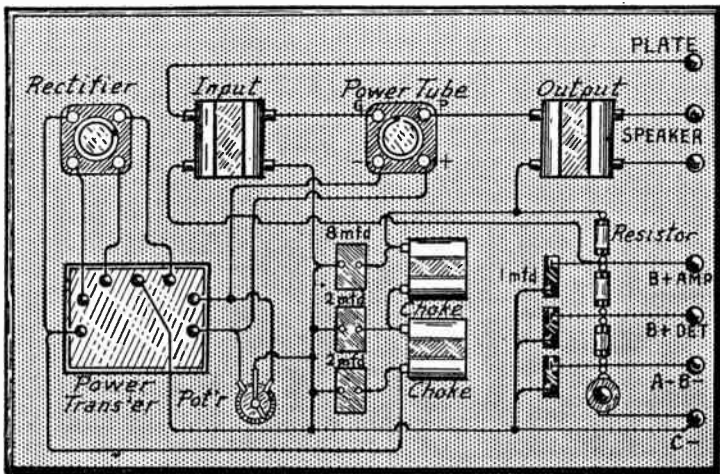 PLATE
Rectifier
Input
Power Tube
Output
G
P
SPEAKER
-
+
8 mfd
Resistor
1 mfd
B+AMP
2 mfd
Choke
B+DET
Power
Trans'er
Pot'r
2 mfd
Choke
A-B-
C-